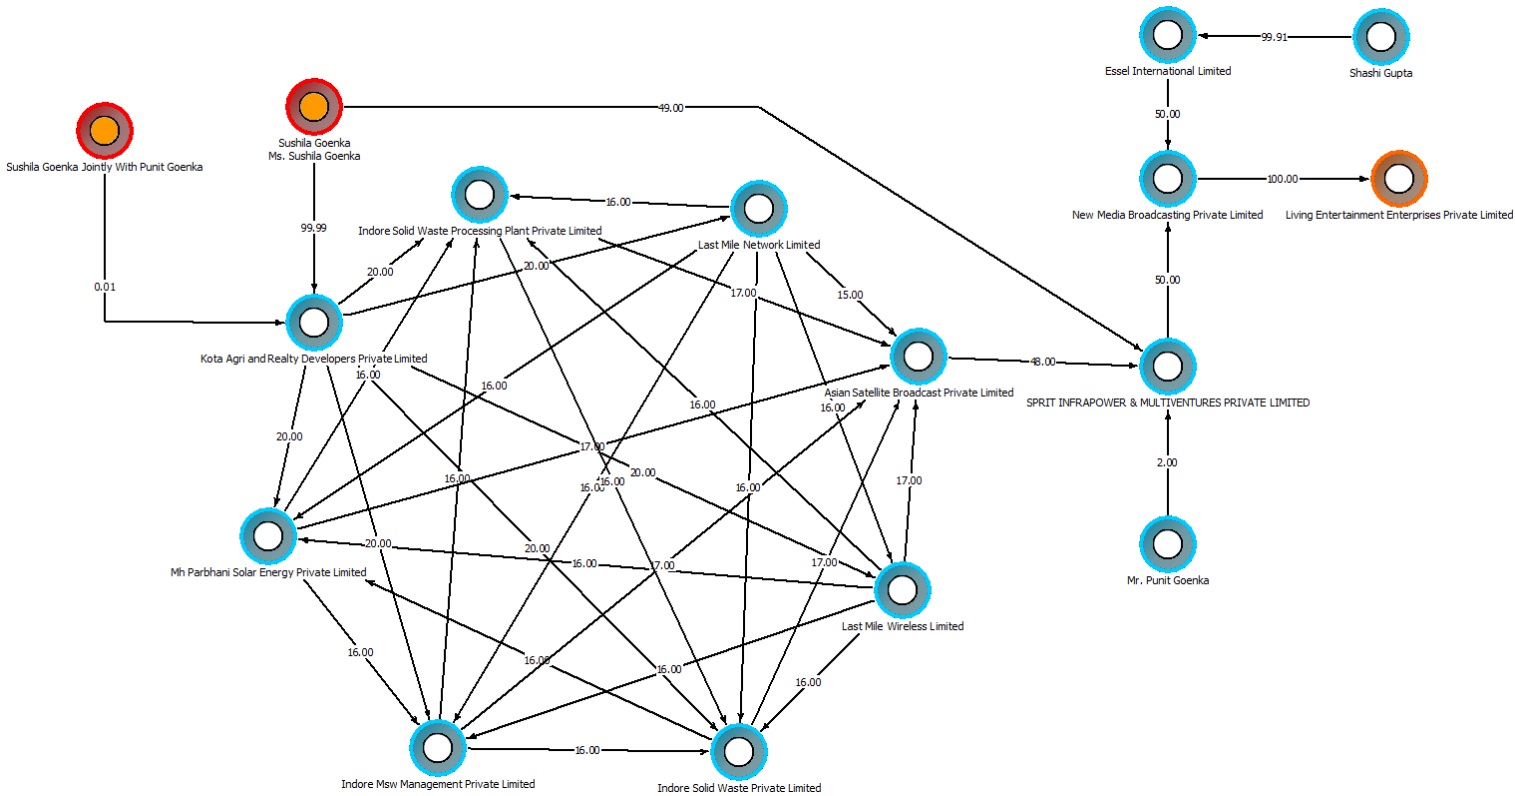 99.91
Essel International Limited
Shashi Gupta
49.00
50.00
Sushila Goenka
Ms. Sushila Goenka
Sushila Goenka Jointly With Punit Goenka
100.00
16.00
New Media Broadcasting Private Limited
Living Entertainment Enterprises Private Limited
99.99
Indore Solid Waste Processing Plant Private Limited
Last Mile Network Limited
20.00
20.00
0.01
17.00
15.00
50.00
Kota Agri and Realty Developers Private Limited
48.00
16.00
16.00
Asian Satellite Broadcast Private Limited
SPRIT INFRAPOWER & MULTIVENTURES PRIVATE LIMITED
16.00
16.00
20.00
17.00
2.00
16.00
20.00
17.00
16.00
16.00
16.00
20.00
20.00
16.00
17.00
17.00
Mh Parbhani Solar Energy Private Limited
Mr. Punit Goenka
Last Mile Wireless Limited
16.00
16.00
16.00
16.00
16.00
Indore Msw Management Private Limited
Indore Solid Waste Private Limited